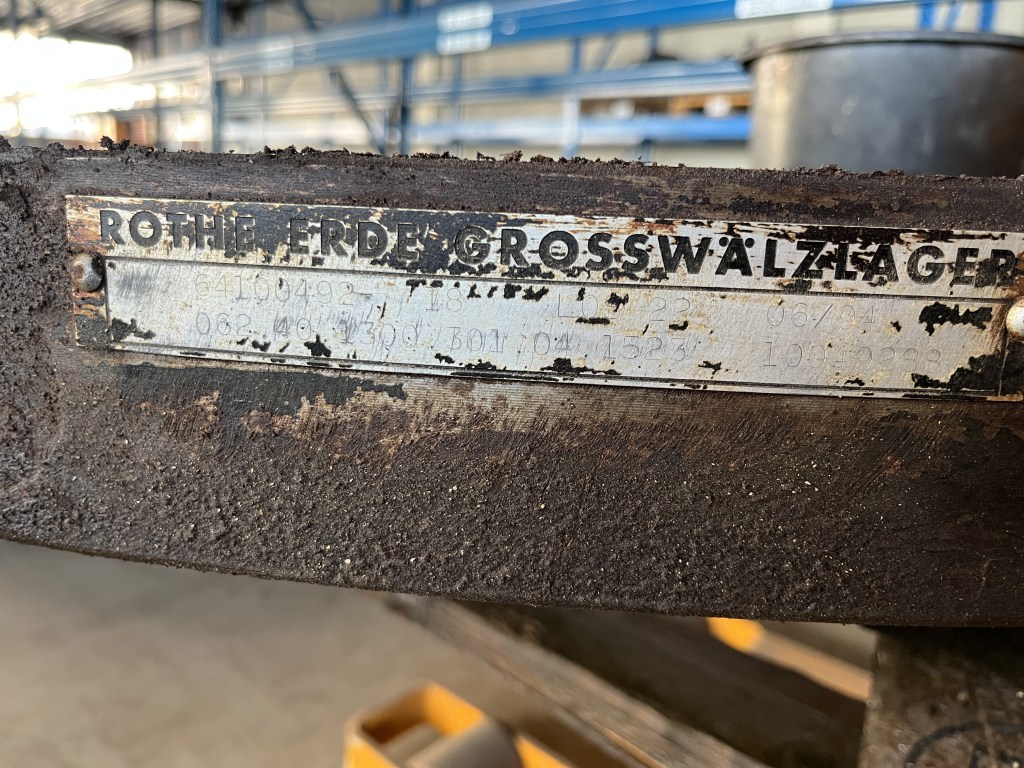 ROTHE ERDE GROSSWÄLZLAGER
64100492 / 18 22 06/04
062 40 1300 301 04 1523